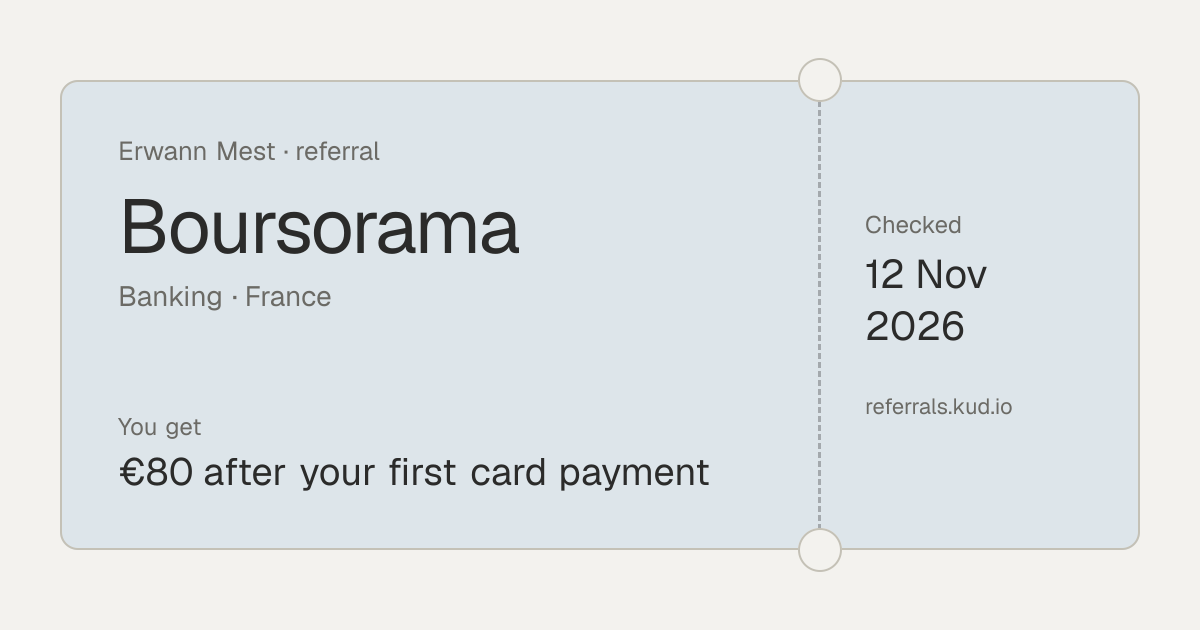 Erwann Mest · referral
Boursorama
Banking · France
You get
€80 after your first card payment
Checked
12 Nov
2026
referrals.kud.io